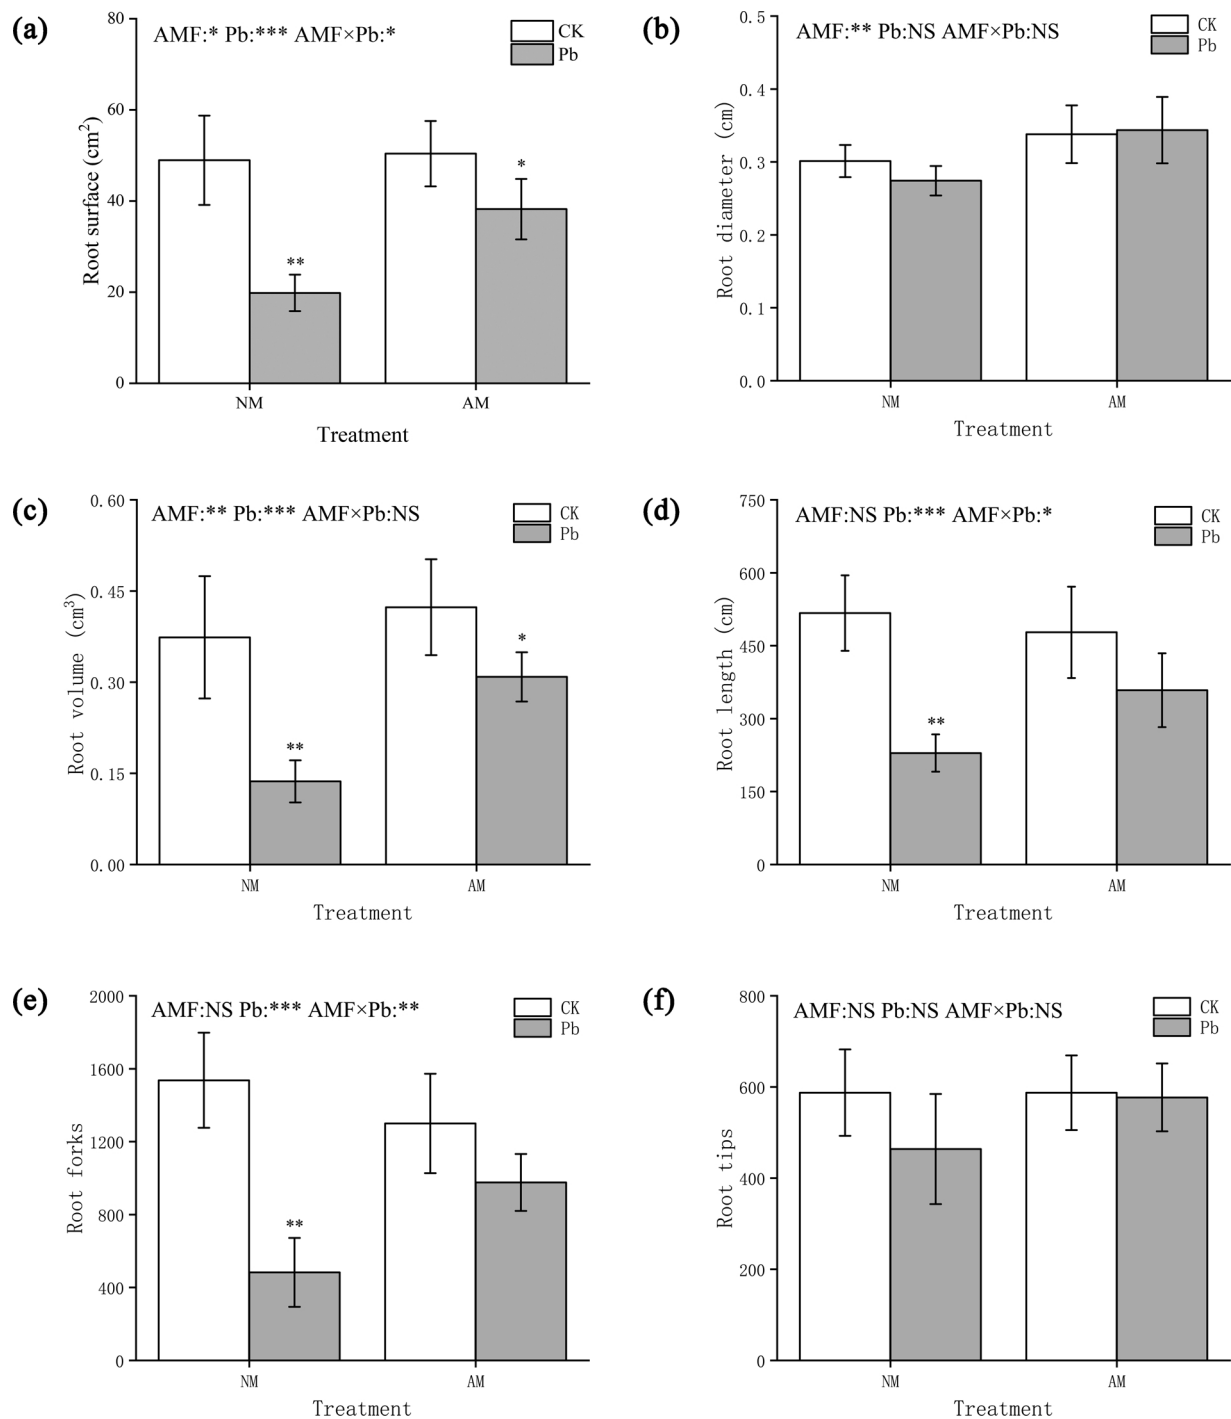 (a)
AMF:* Pb:*** AMF×Pb:*
CK
Pb
Root surface (cm²)
80
60
40
20
0
**
*
NM
AM
Treatment
(b)
AMF:** Pb:NS AMF×Pb:NS
CK
Pb
Root diameter (cm)
0.5
0.4
0.3
0.2
0.1
0.0
NM
AM
Treatment
(c)
AMF:** Pb:*** AMF×Pb:NS
CK
Pb
Root volume (cm³)
0.60
0.45
0.30
0.15
0.00
**
*
NM
AM
Treatment
(d)
AMF:NS Pb:*** AMF×Pb:*
CK
Pb
Root length (cm)
750
600
450
300
150
0
**
NM
AM
Treatment
(e)
AMF:NS Pb:*** AMF×Pb:**
CK
Pb
Root forks
2000
1600
1200
800
400
0
**
NM
AM
Treatment
(f)
AMF:NS Pb:NS AMF×Pb:NS
CK
Pb
Root tips
800
600
400
200
0
NM
AM
Treatment